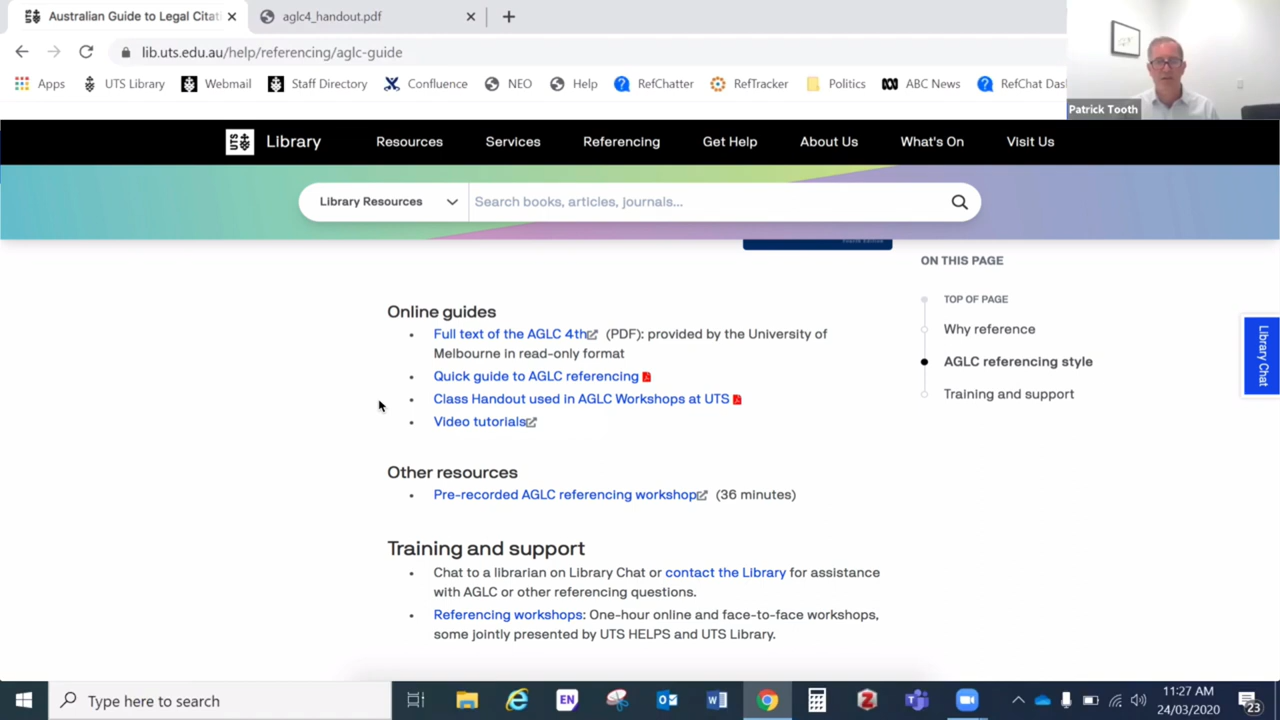 Australian Guide to Legal Citati
aglc4_handout.pdf
lib.uts.edu.au/help/referencing/aglc-guide
Apps
UTS Library
Webmail
Staff Directory
Confluence
NEO
Help
RefChatter
RefTracker
Politics
ABC News
RefChat Das
Patrick Tooth
UTS
Library
Resources
Services
Referencing
Get Help
About Us
What's On
Visit Us
Library Resources
Search books, articles, journals...
Online guides
Full text of the AGLC 4th (PDF): provided by the University of
Melbourne in read-only format
Quick guide to AGLC referencing
Class Handout used in AGLC Workshops at UTS
Video tutorials
Other resources
Pre-recorded AGLC referencing workshop (36 minutes)
Training and support
Chat to a librarian on Library Chat or contact the Library for assistance
with AGLC or other referencing questions.
Referencing workshops: One-hour online and face-to-face workshops,
some jointly presented by UTS HELPS and UTS Library.
ON THIS PAGE
TOP OF PAGE
Why reference
AGLC referencing style
Training and support
Library Chat
Type here to search
EN
11:27 AM
24/03/2020
23